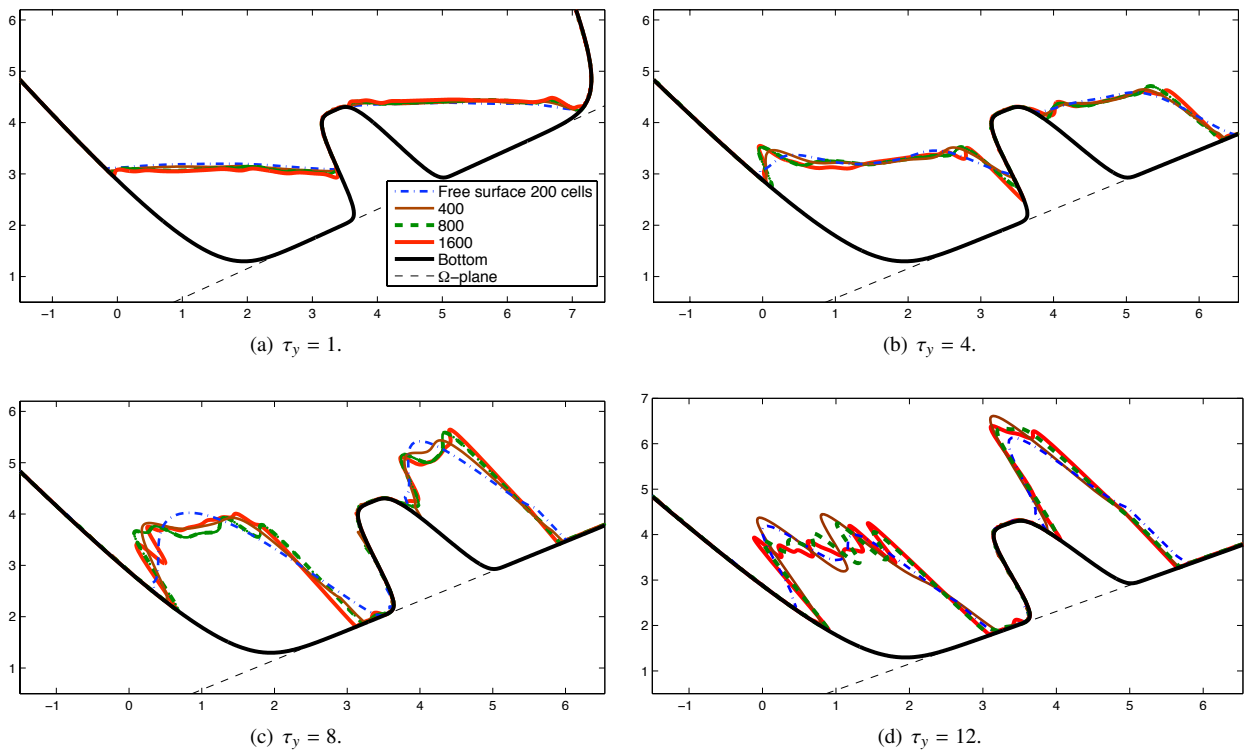 6
5
4
3
2
1
−1 0 1 2 3 4 5 6 7
Free surface 200 cells
400
800
1600
Bottom
Ω−plane
(a) τy = 1.
6
5
4
3
2
1
−1 0 1 2 3 4 5 6
(b) τy = 4.
6
5
4
3
2
1
−1 0 1 2 3 4 5 6
(c) τy = 8.
7
6
5
4
3
2
1
−1 0 1 2 3 4 5 6
(d) τy = 12.